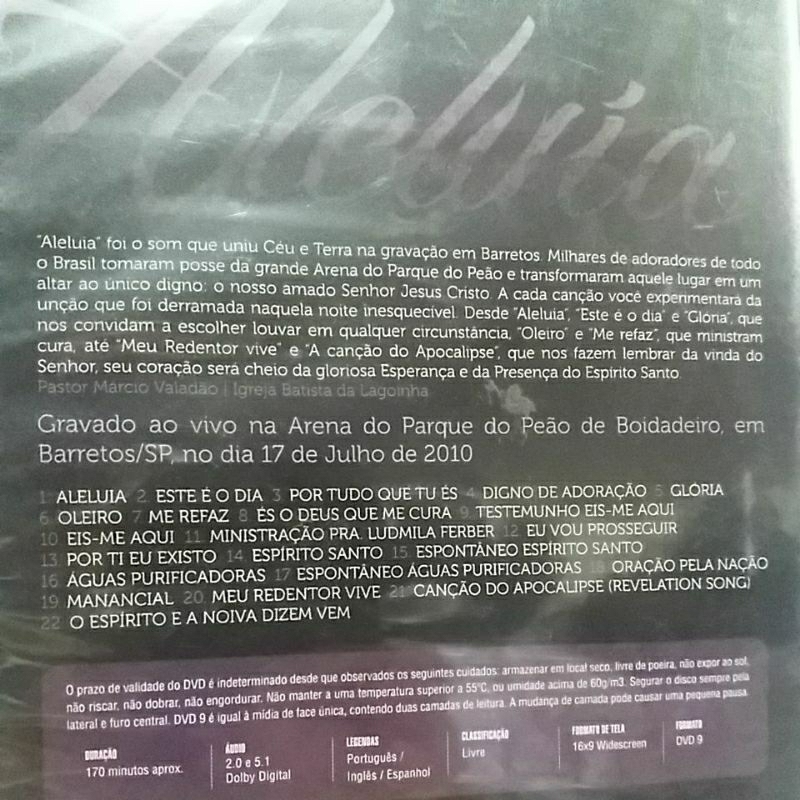 Aleluia
"Aleluia" foi o som que uniu Céu e Terra na gravação em Barretos. Milhares de adoradores de todo
o Brasil tomaram posse da grande Arena do Parque do Peão e transformaram aquele lugar em um
altar ao único digno: o nosso amado Senhor Jesus Cristo. A cada canção você experimentará da
unção que foi derramada naquela noite inesquecível. Desde "Aleluia", "Este é o dia" e "Glória", que
nos convidam a escolher louvar em qualquer circunstância, "Oleiro" e "Me refaz", que ministram
cura, até "Meu Redentor vive" e "A canção do Apocalipse", que nos fazem lembrar da vinda do
Senhor, seu coração será cheio da gloriosa Esperança e da Presença do Espírito Santo.
Pastor Márcio Valadão | Igreja Batista da Lagoinha
Gravado ao vivo na Arena do Parque do Peão de Boidadeiro, em
Barretos/SP, no dia 17 de Julho de 2010
1 ALELUIA 2 ESTE É O DIA 3 POR TUDO QUE TU ÉS 4 DIGNO DE ADORAÇÃO 5 GLÓRIA
6 OLEIRO 7 ME REFAZ 8 ÉS O DEUS QUE ME CURA 9 TESTEMUNHO EIS-ME AQUI
10 EIS-ME AQUI 11 MINISTRAÇÃO PRA. LUDMILA FERBER 12 EU VOU PROSSEGUIR
13 POR TI EU EXISTO 14 ESPÍRITO SANTO 15 ESPONTÂNEO ESPÍRITO SANTO
16 ÁGUAS PURIFICADORAS 17 ESPONTÂNEO ÁGUAS PURIFICADORAS 18 ORAÇÃO PELA NAÇÃO
19 MANANCIAL 20 MEU REDENTOR VIVE 21 CANÇÃO DO APOCALIPSE (REVELATION SONG)
22 O ESPÍRITO E A NOIVA DIZEM VEM
O prazo de validade do DVD é indeterminado desde que observados os seguintes cuidados: armazenar em local seco, livre de poeira, não expor ao sol,
não riscar, não dobrar, não engordurar. Não manter a uma temperatura superior a 55°C, ou umidade acima de 60g/m3. Segurar o disco sempre pela
lateral e furo central. DVD 9 é igual à mídia de face única, contendo duas camadas de leitura. A mudança de camada pode causar uma pequena pausa.
DURAÇÃO ÁUDIO LEGENDAS CLASSIFICAÇÃO FORMATO DE TELA FORMATO
170 minutos aprox. 2.0 e 5.1 Português / Livre 16x9 Widescreen DVD 9
Dolby Digital Inglês / Espanhol